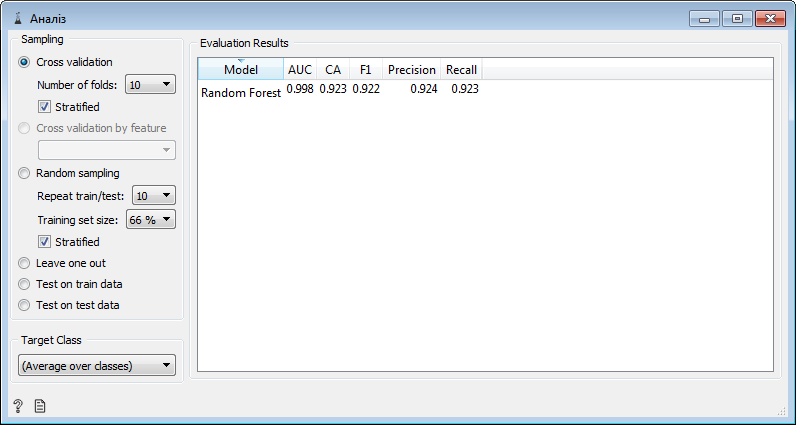 Аналіз
Sampling
Cross validation
Number of folds: 10
Stratified
Cross validation by feature
Random sampling
Repeat train/test: 10
Training set size: 66 %
Stratified
Leave one out
Test on train data
Test on test data
Target Class
(Average over classes)
?
Evaluation Results
Model AUC CA F1 Precision Recall
Random Forest 0.998 0.923 0.922 0.924 0.923